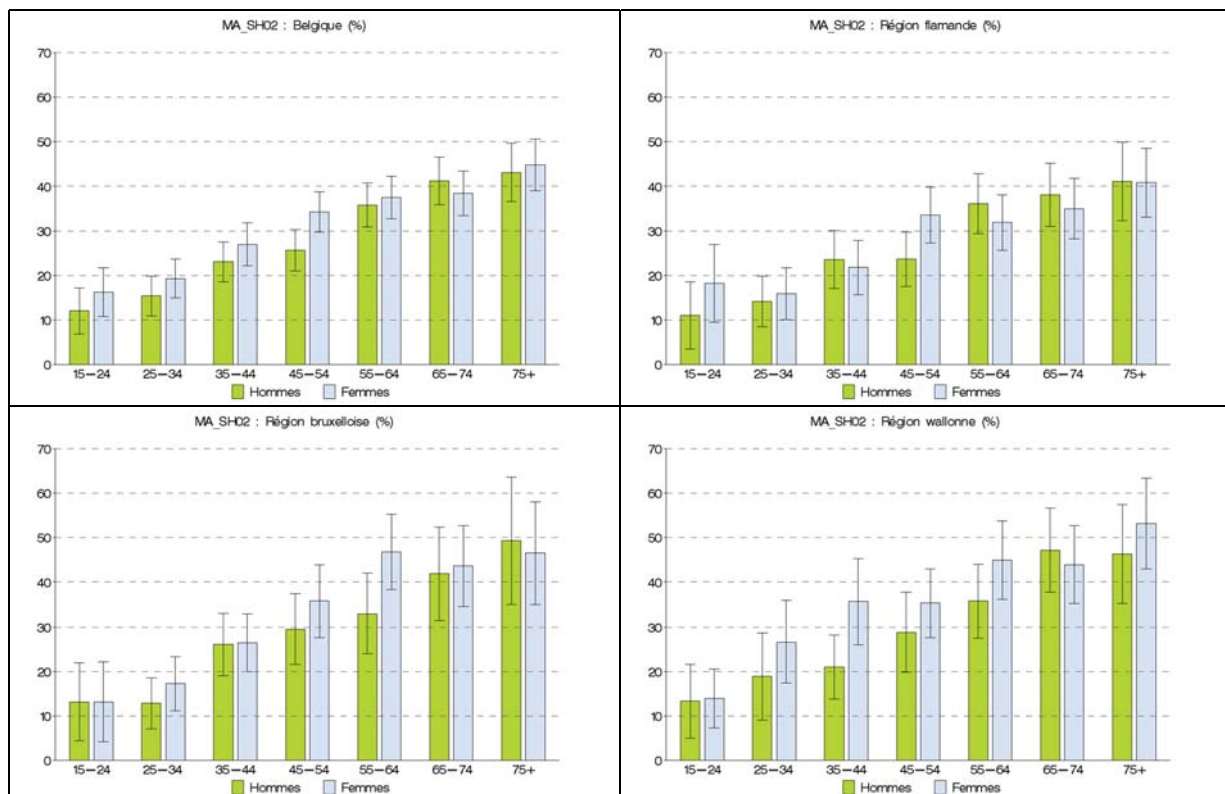 MA_SH02 : Belgique (%)
70
60
50
40
30
20
10
0
15-24 25-34 35-44 45-54 55-64 65-74 75+
Hommes Femmes
MA_SH02 : Région flamande (%)
70
60
50
40
30
20
10
0
15-24 25-34 35-44 45-54 55-64 65-74 75+
Hommes Femmes
MA_SH02 : Région bruxelloise (%)
70
60
50
40
30
20
10
0
15-24 25-34 35-44 45-54 55-64 65-74 75+
Hommes Femmes
MA_SH02 : Région wallonne (%)
70
60
50
40
30
20
10
0
15-24 25-34 35-44 45-54 55-64 65-74 75+
Hommes Femmes